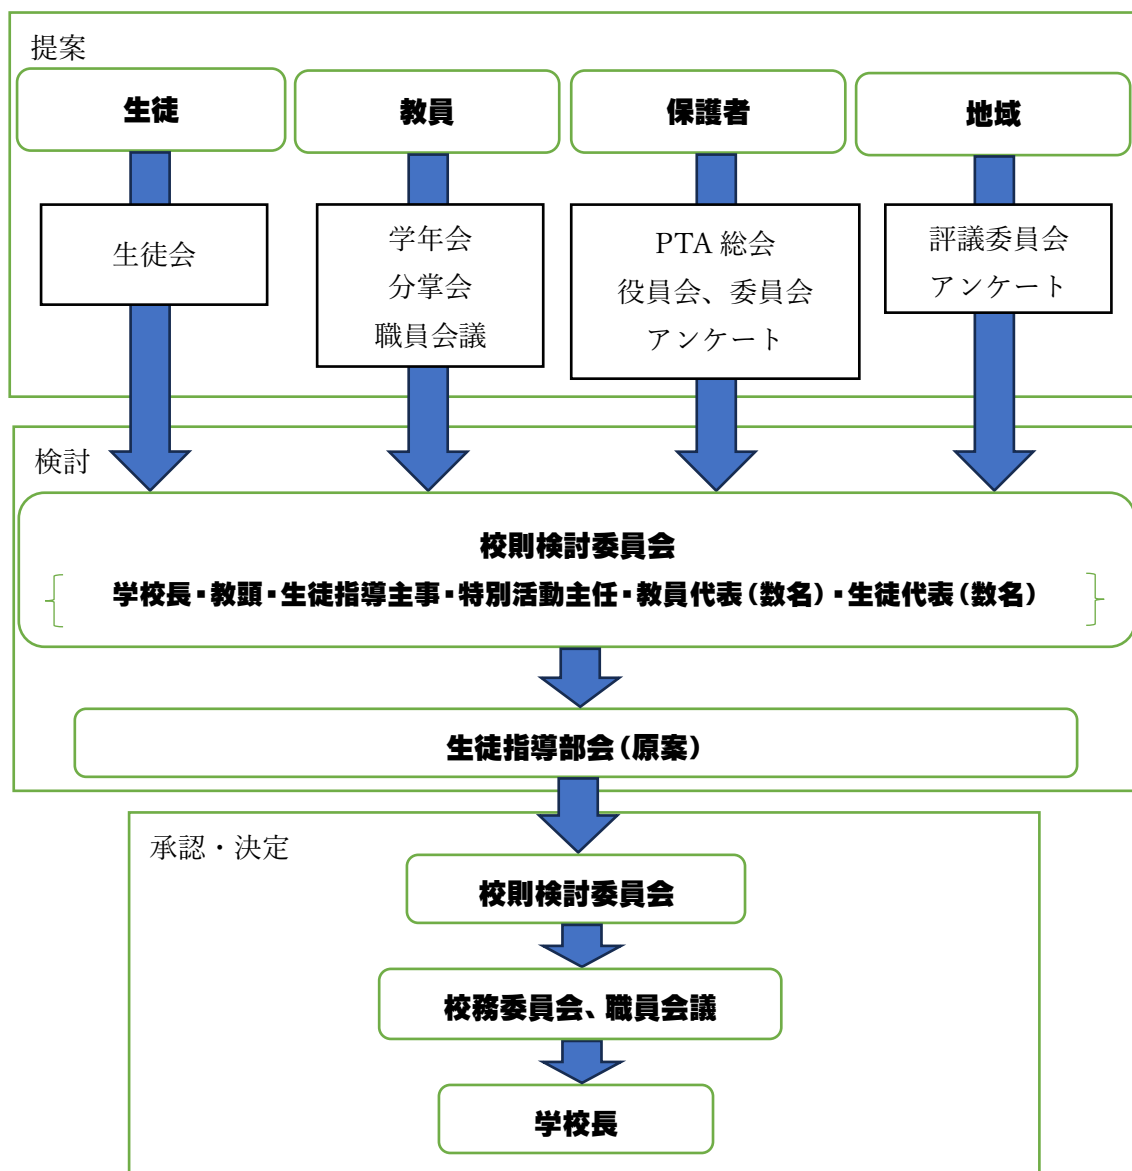 提案
生徒
教員
保護者
地域
生徒会
学年会
分掌会
職員会議
PTA 総会
役員会、委員会
アンケート
評議委員会
アンケート
検討
校則検討委員会
学校長・教頭・生徒指導主事・特別活動主任・教員代表（数名）・生徒代表（数名）
生徒指導部会（原案）
承認・決定
校則検討委員会
校務委員会、職員会議
学校長